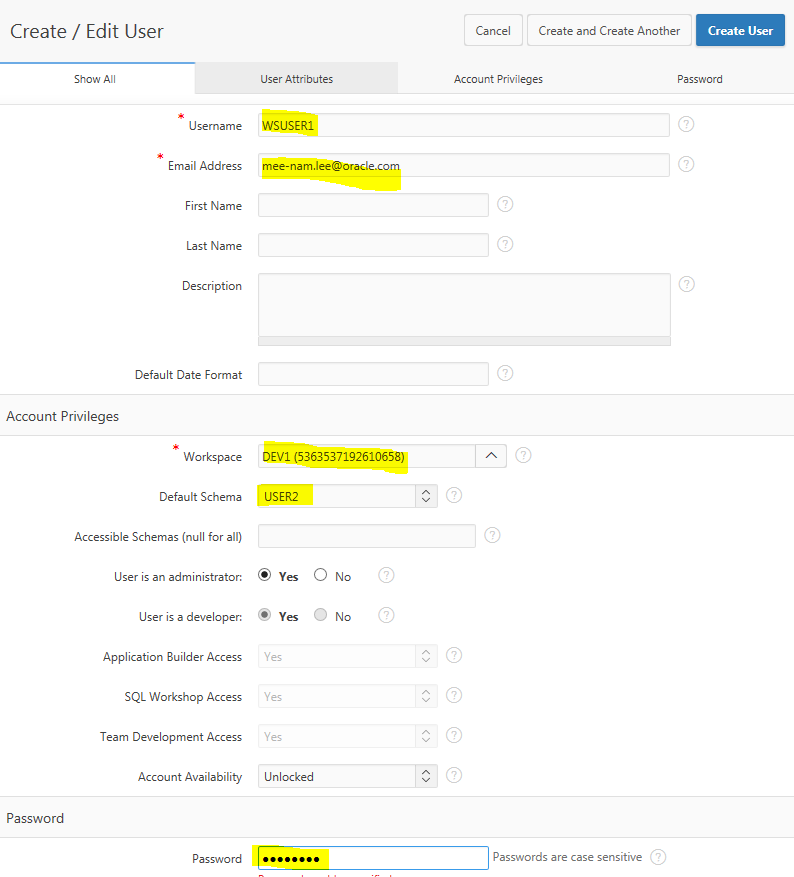 Create / Edit User
Cancel
Create and Create Another
Create User
Show All
User Attributes
Account Privileges
Password
* Username WSUSER1 ?
* Email Address mee-nam.lee@oracle.com ?
First Name ?
Last Name ?
Description ?
Default Date Format ?
Account Privileges
* Workspace DEV1 (5363537192610658) ?
Default Schema USER2 ?
Accessible Schemas (null for all) ?
User is an administrator: Yes No ?
User is a developer: Yes No ?
Application Builder Access Yes ?
SQL Workshop Access Yes ?
Team Development Access Yes ?
Account Availability Unlocked ?
Password
Password ●●●●●●●● Passwords are case sensitive ?